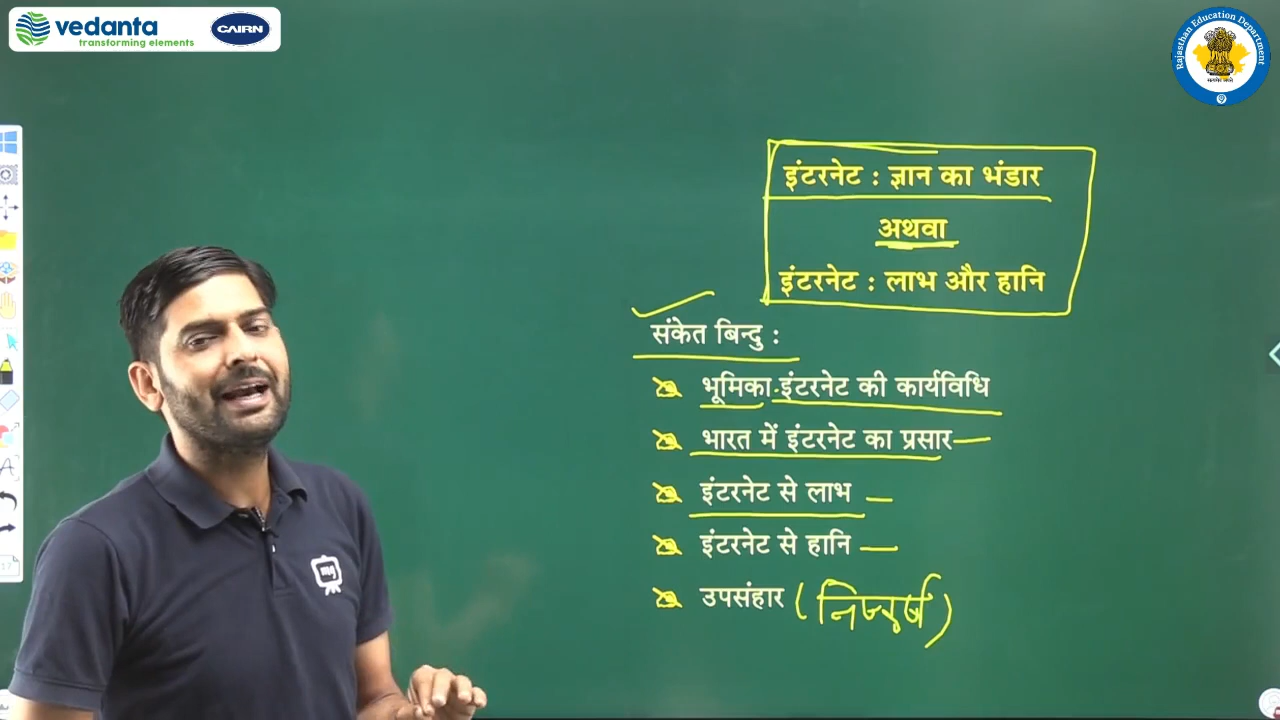 vedanta
transforming elements
CAIRN
Rajasthan Education Department
इंटरनेट : ज्ञान का भंडार
अथवा
इंटरनेट : लाभ और हानि
संकेत बिन्दु :
भूमिका-इंटरनेट की कार्यविधि
भारत में इंटरनेट का प्रसार
इंटरनेट से लाभ
इंटरनेट से हानि
उपसंहार (निष्कर्ष)